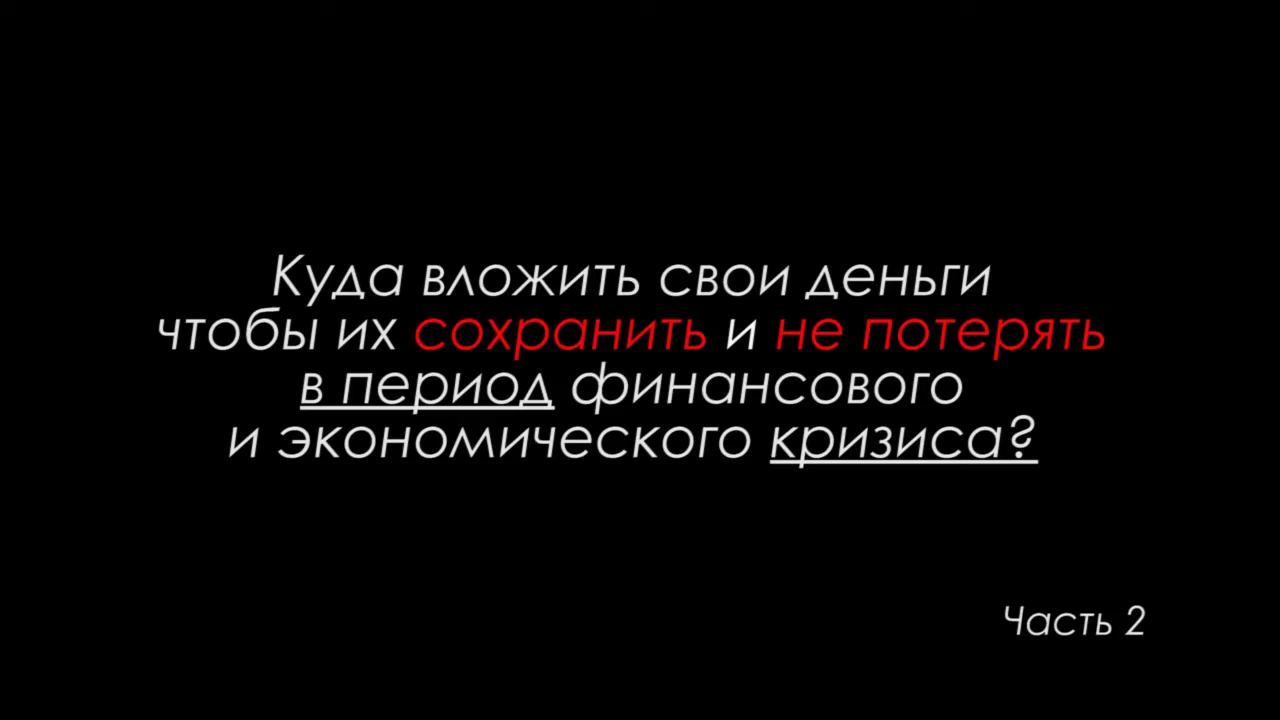 Куда вложить свои деньги
чтобы их сохранить и не потерять
в период финансового
и экономического кризиса?
Часть 2